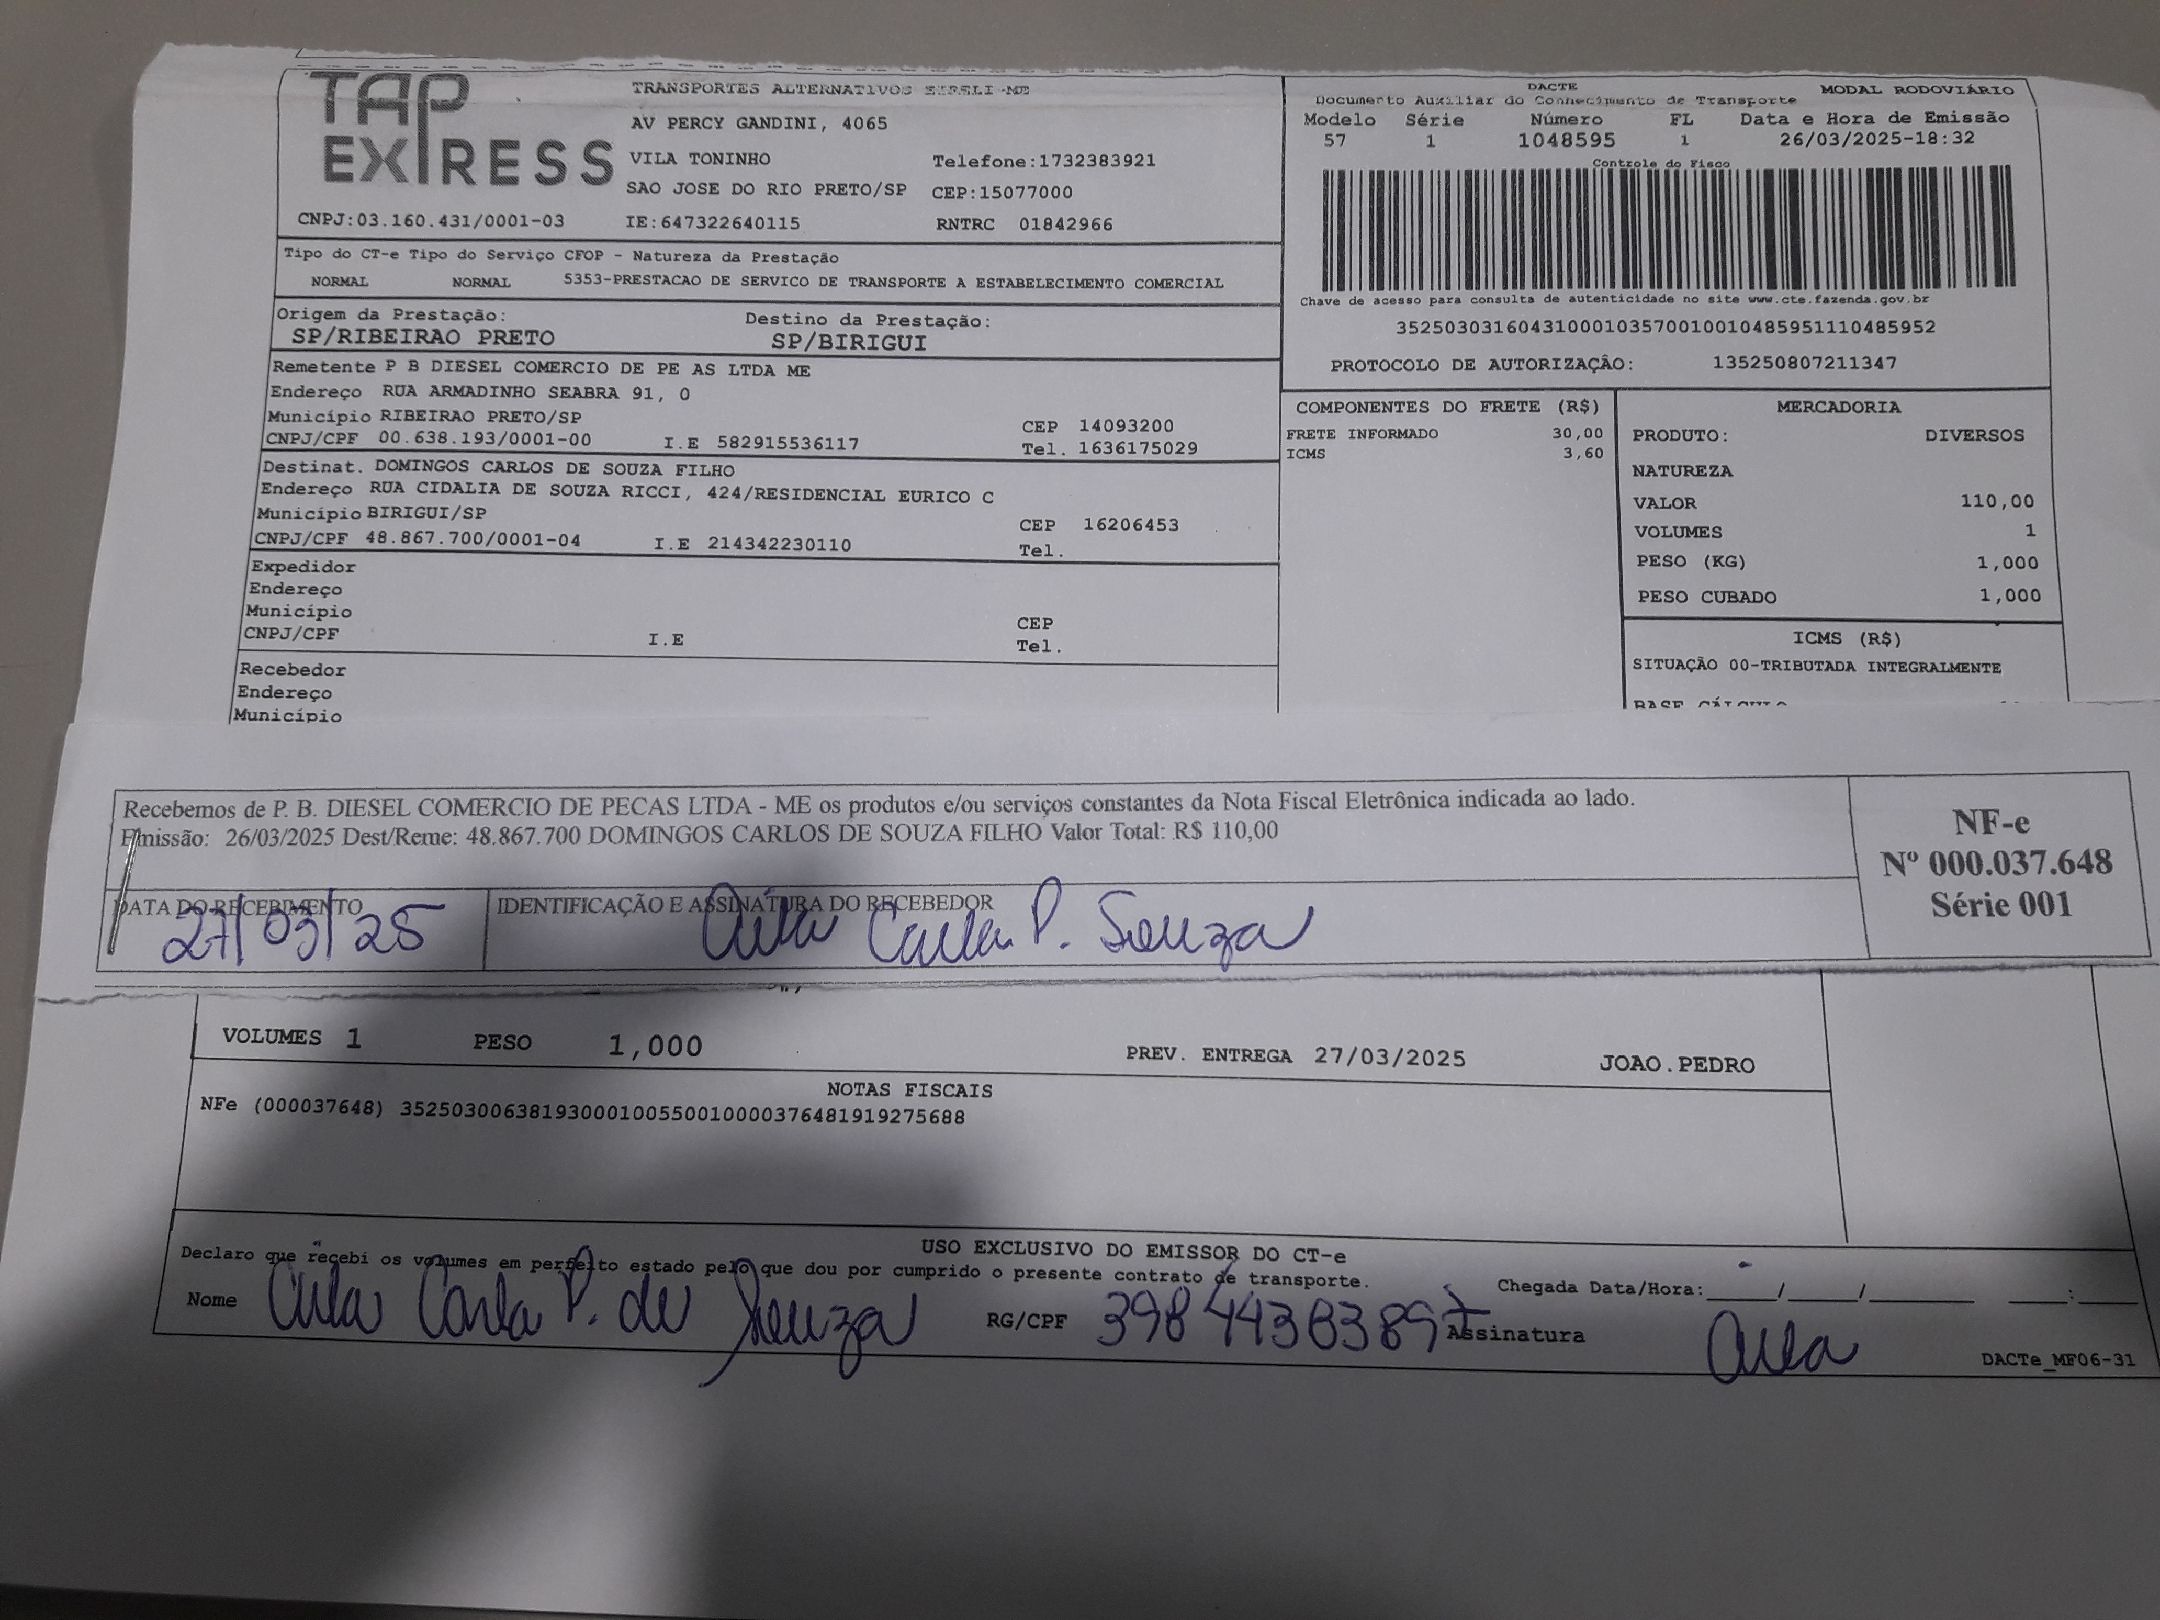 TAP EXPRESS
TRANSPORTES ALTERNATIVOS EIRELI-ME
AV PERCY GANDINI, 4065
VILA TONINHO Telefone:1732383921
SAO JOSE DO RIO PRETO/SP CEP:15077000
CNPJ:03.160.431/0001-03 IE:647322640115 RNTRC 01842966
DACTE MODAL RODOVIÁRIO
Documento Auxiliar do Conhecimento de Transporte
Modelo Série Número FL Data e Hora de Emissão
57 1 1048595 1 26/03/2025-18:32
Controle do Fisco
Chave de acesso para consulta de autenticidade no site www.cte.fazenda.gov.br
35250303160431000103570010010485951110485952
PROTOCOLO DE AUTORIZAÇÂO: 135250807211347
Tipo do CT-e Tipo do Serviço CFOP - Natureza da Prestação
NORMAL NORMAL 5353-PRESTACAO DE SERVICO DE TRANSPORTE A ESTABELECIMENTO COMERCIAL
Origem da Prestação: Destino da Prestação:
SP/RIBEIRAO PRETO SP/BIRIGUI
Remetente P B DIESEL COMERCIO DE PE AS LTDA ME
Endereço RUA ARMADINHO SEABRA 91, 0
Município RIBEIRAO PRETO/SP CEP 14093200
CNPJ/CPF 00.638.193/0001-00 I.E 582915536117 Tel. 1636175029
Destinat. DOMINGOS CARLOS DE SOUZA FILHO
Endereço RUA CIDALIA DE SOUZA RICCI, 424/RESIDENCIAL EURICO C
Município BIRIGUI/SP CEP 16206453
CNPJ/CPF 48.867.700/0001-04 I.E 214342230110 Tel.
Expedidor
Endereço
Município CEP
CNPJ/CPF I.E Tel.
Recebedor
Endereço
Município
COMPONENTES DO FRETE (R$)
FRETE INFORMADO 30,00
ICMS 3,60
MERCADORIA
PRODUTO: DIVERSOS
NATUREZA
VALOR 110,00
VOLUMES 1
PESO (KG) 1,000
PESO CUBADO 1,000
ICMS (R$)
SITUAÇÃO 00-TRIBUTADA INTEGRALMENTE
BASE CÁLCULO
Recebemos de P. B. DIESEL COMERCIO DE PECAS LTDA - ME os produtos e/ou serviços constantes da Nota Fiscal Eletrônica indicada ao lado.
Emissão: 26/03/2025 Dest/Reme: 48.867.700 DOMINGOS CARLOS DE SOUZA FILHO Valor Total: R$ 110,00
DATA DO RECEBIMENTO IDENTIFICAÇÃO E ASSINATURA DO RECEBEDOR
27/03/25 Carla P. Souza
NF-e
Nº 000.037.648
Série 001
VOLUMES 1 PESO 1,000 PREV. ENTREGA 27/03/2025 JOAO.PEDRO
NOTAS FISCAIS
NFe (000037648) 35250300638193000100550010000376481919275688
USO EXCLUSIVO DO EMISSOR DO CT-e
Declaro que recebi os volumes em perfeito estado pelo que dou por cumprido o presente contrato de transporte.
Chegada Data/Hora:_____/_____/_______ ___:____
Nome Carla P. de Souza RG/CPF 39844383897 Assinatura
DACTe_MF06-31